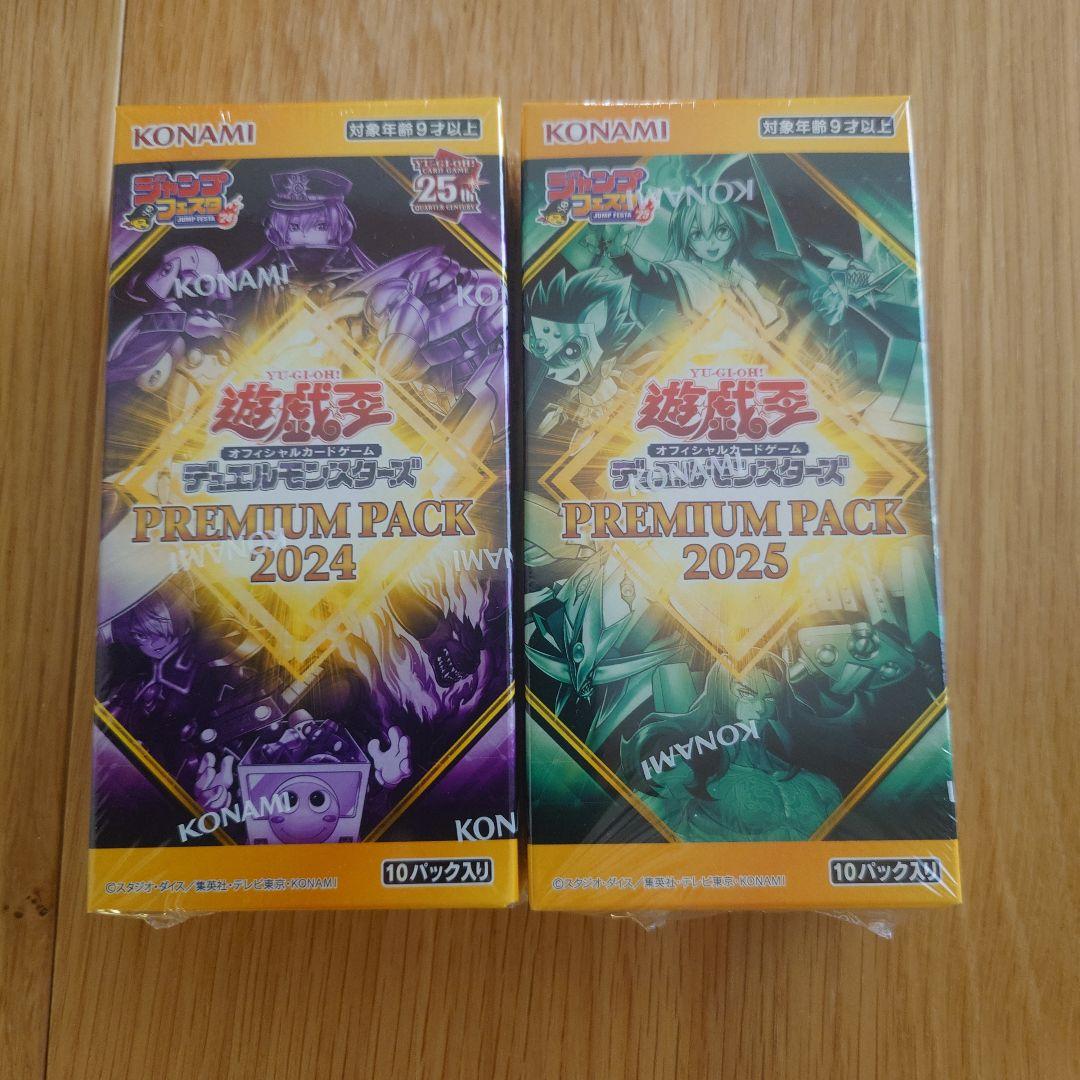 KONAMI
対象年齢9才以上
ジャンプ
フェスタ
JUMP FESTA
24
YU-GI-OH!
CARD GAME
25th
QUARTER CENTURY
KONAMI
KON
YU-GI-OH!
遊戯王
オフィシャルカードゲーム
デュエルモンスターズ
PREMIUM PACK
2024
KONAMI
KONAMI
KONAMI
KONAMI
KON
10パック入り
©スタジオ・ダイス/集英社・テレビ東京・KONAMI
KONAMI
対象年齢9才以上
ジャンプ
フェスタ
JUMP FESTA
25
KONA
YU-GI-OH!
遊戯王
オフィシャルカードゲーム
デュエルモンスターズ
KONAMI
PREMIUM PACK
2025
KONAMI
10パック入り
©スタジオ・ダイス/集英社・テレビ東京・KONAMI